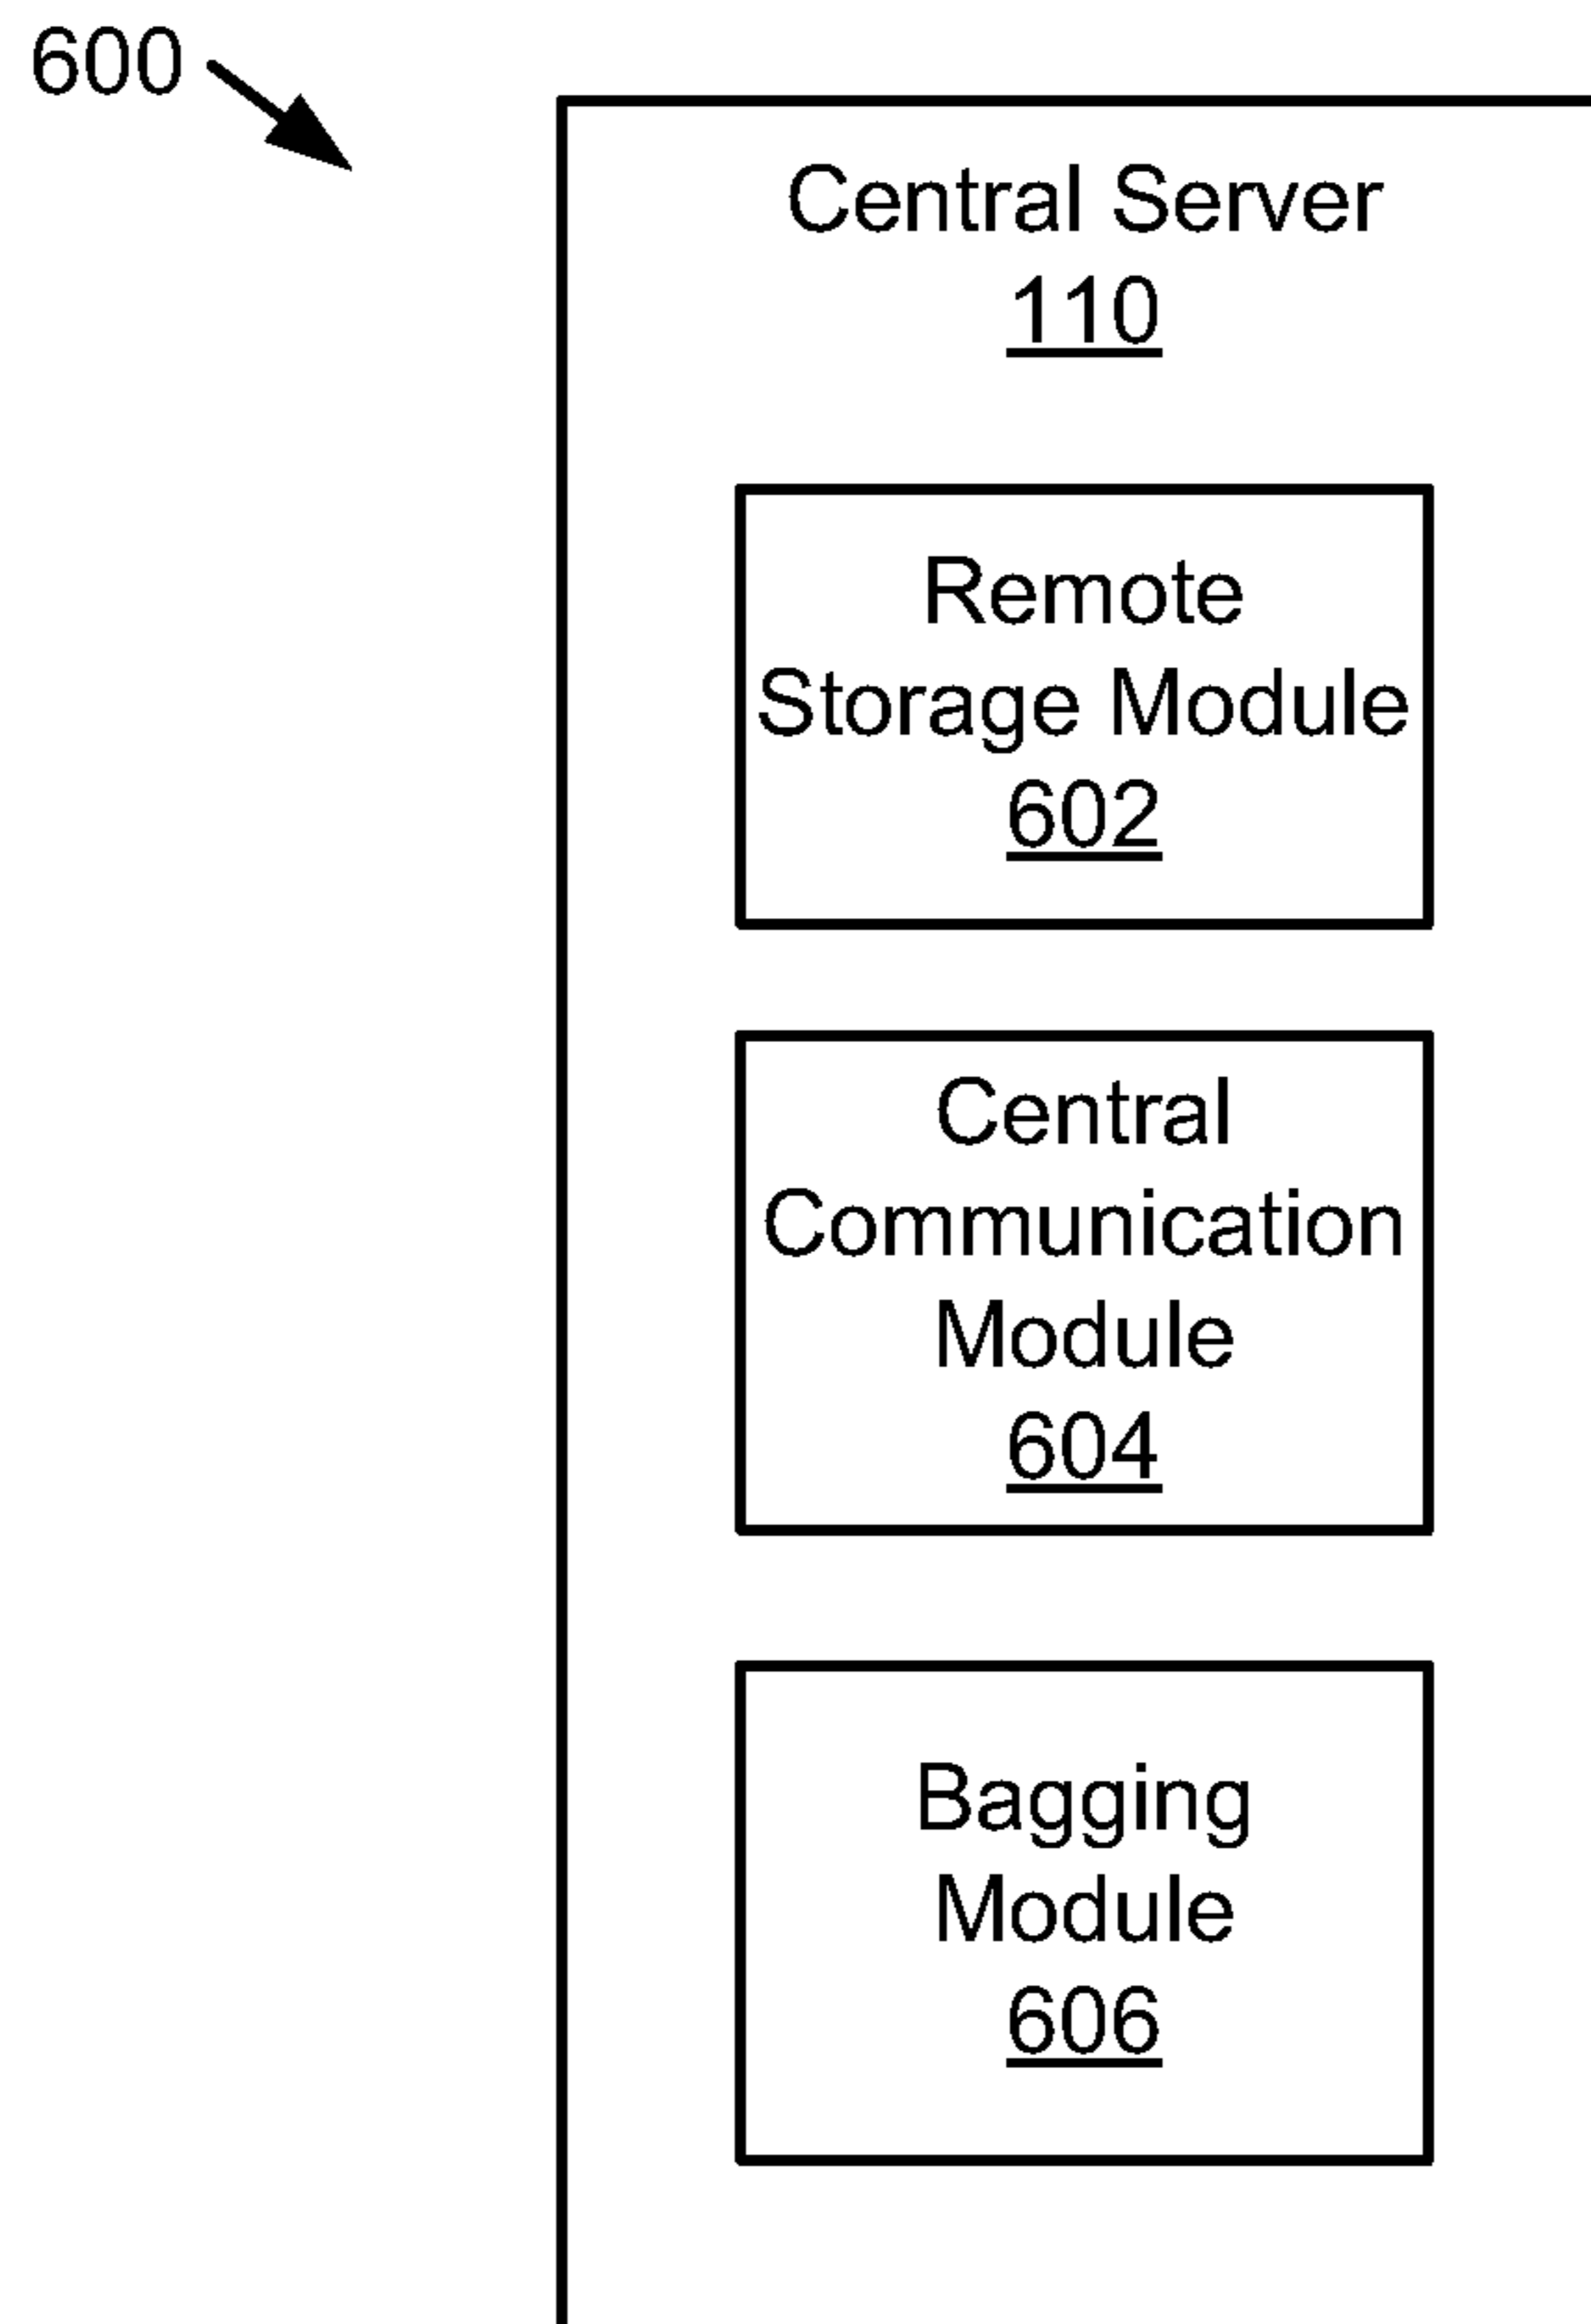 600
Central Server
110
Remote
Storage Module
602
Central
Communication
Module
604
Bagging
Module
606